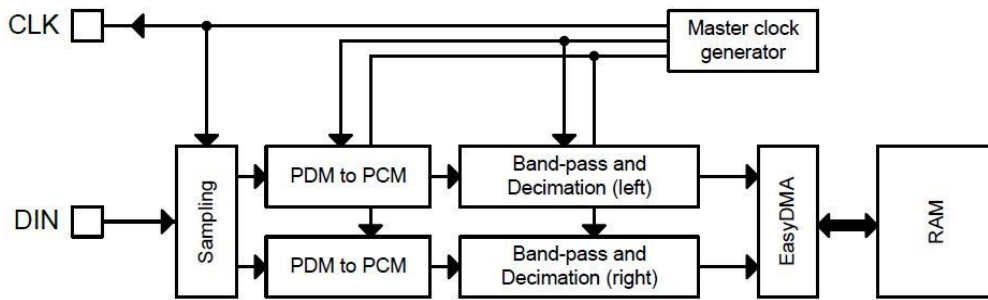 CLK
Master clock
generator
PDM to PCM
Band-pass and
Decimation (left)
DIN
Sampling
EasyDMA
RAM
PDM to PCM
Band-pass and
Decimation (right)